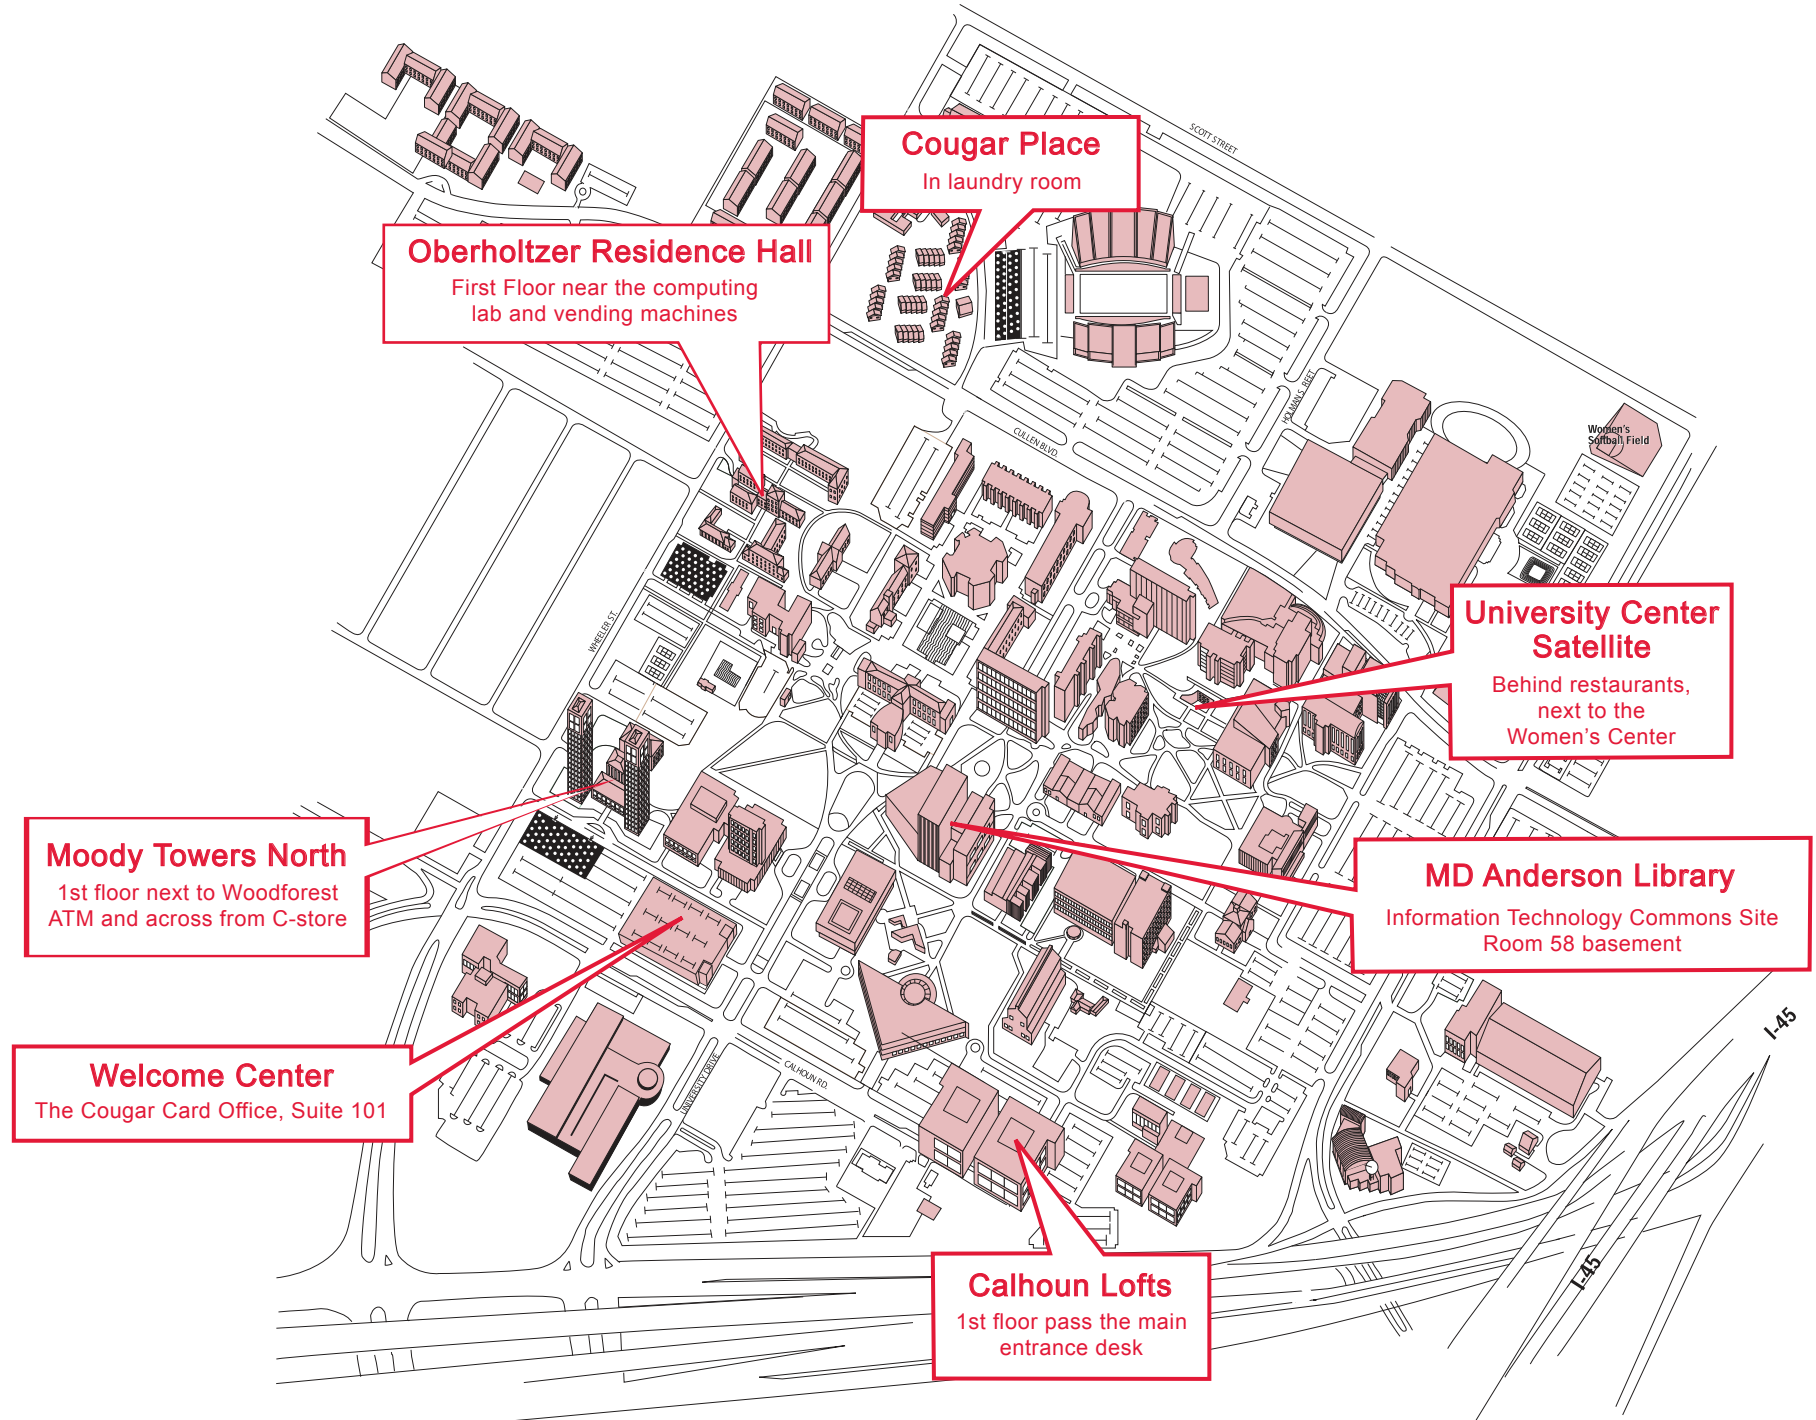 SCOTT STREET
Cougar Place
In laundry room
Oberholtzer Residence Hall
First Floor near the computing
lab and vending machines
HOLMAN S REET
CULLEN BLVD.
Women's
Softball Field
WHEELER ST.
University Center
Satellite
Behind restaurants,
next to the
Women's Center
Moody Towers North
1st floor next to Woodforest
ATM and across from C-store
MD Anderson Library
Information Technology Commons Site
Room 58 basement
I-45
Welcome Center
The Cougar Card Office, Suite 101
UNIVERSITY DRIVE
CALHOUN RD.
I-45
Calhoun Lofts
1st floor pass the main
entrance desk